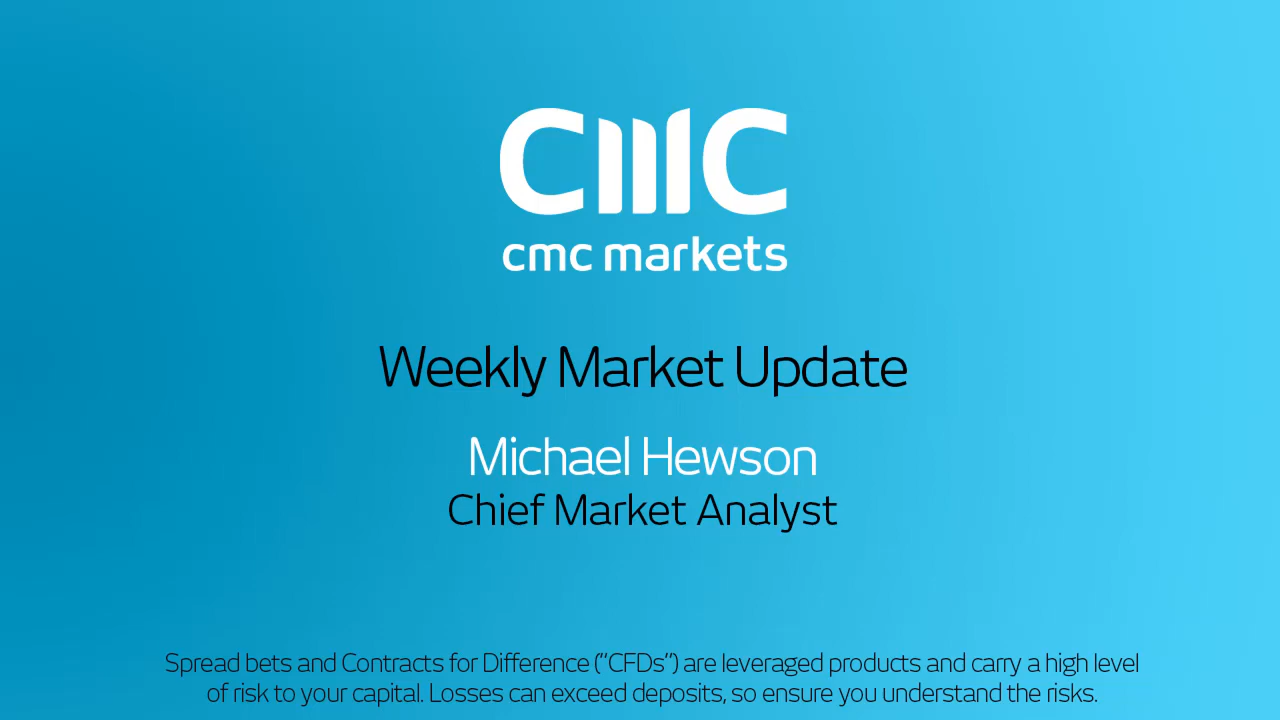 CMC
cmc markets
Weekly Market Update
Michael Hewson
Chief Market Analyst
Spread bets and Contracts for Difference (”CFDs”) are leveraged products and carry a high level
of risk to your capital. Losses can exceed deposits, so ensure you understand the risks.